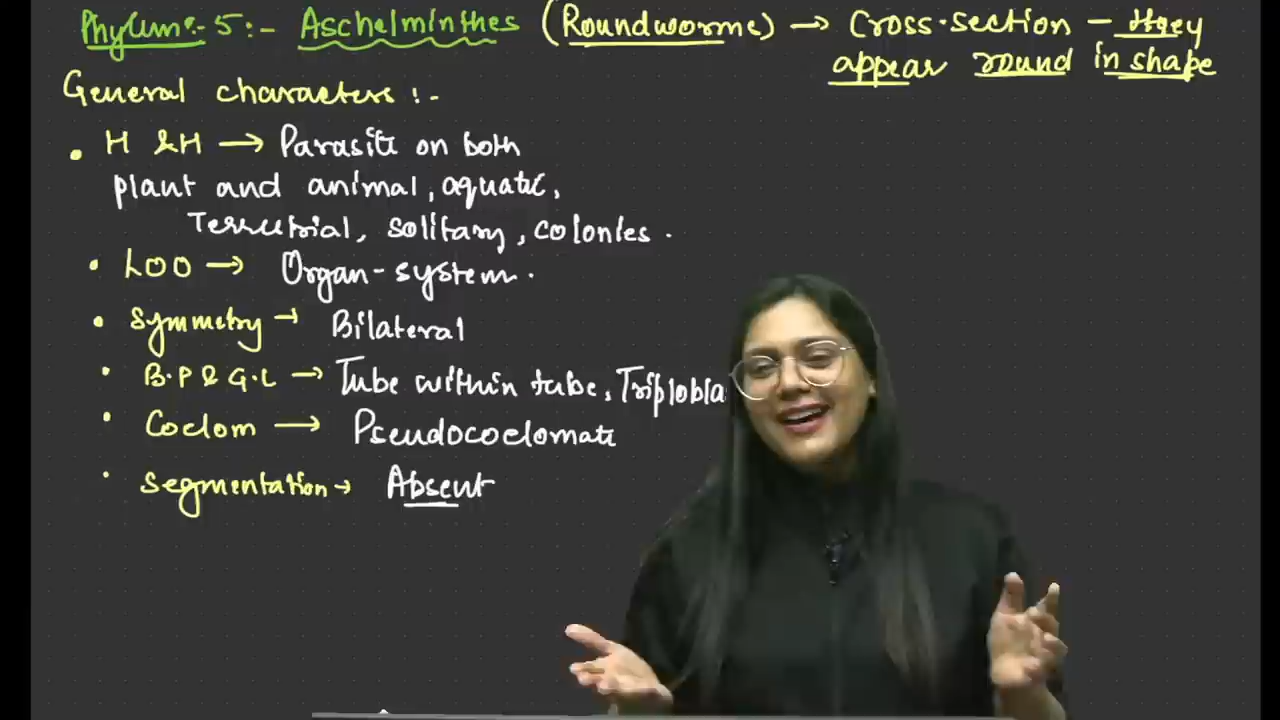 Phylum:- 5:- Aschelminthes (Roundworms) → Cross-section - they
appear round in shape
General characters :-
• H & H → Parasite on both
plant and animal, aquatic,
Terrestrial, solitary, colonies.
• LOO → Organ-system.
• Symmetry → Bilateral
• B.P & G.L → Tube within tube, Triplobla
• Coelom → Pseudocoelomate
• Segmentation → Absent